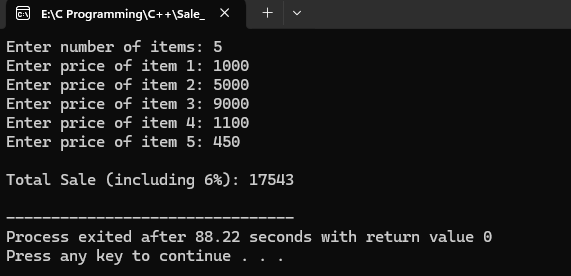 E:\C Programming\C++\Sale_
Enter number of items: 5
Enter price of item 1: 1000
Enter price of item 2: 5000
Enter price of item 3: 9000
Enter price of item 4: 1100
Enter price of item 5: 450
Total Sale (including 6%): 17543
--------------------------------
Process exited after 88.22 seconds with return value 0
Press any key to continue . . .